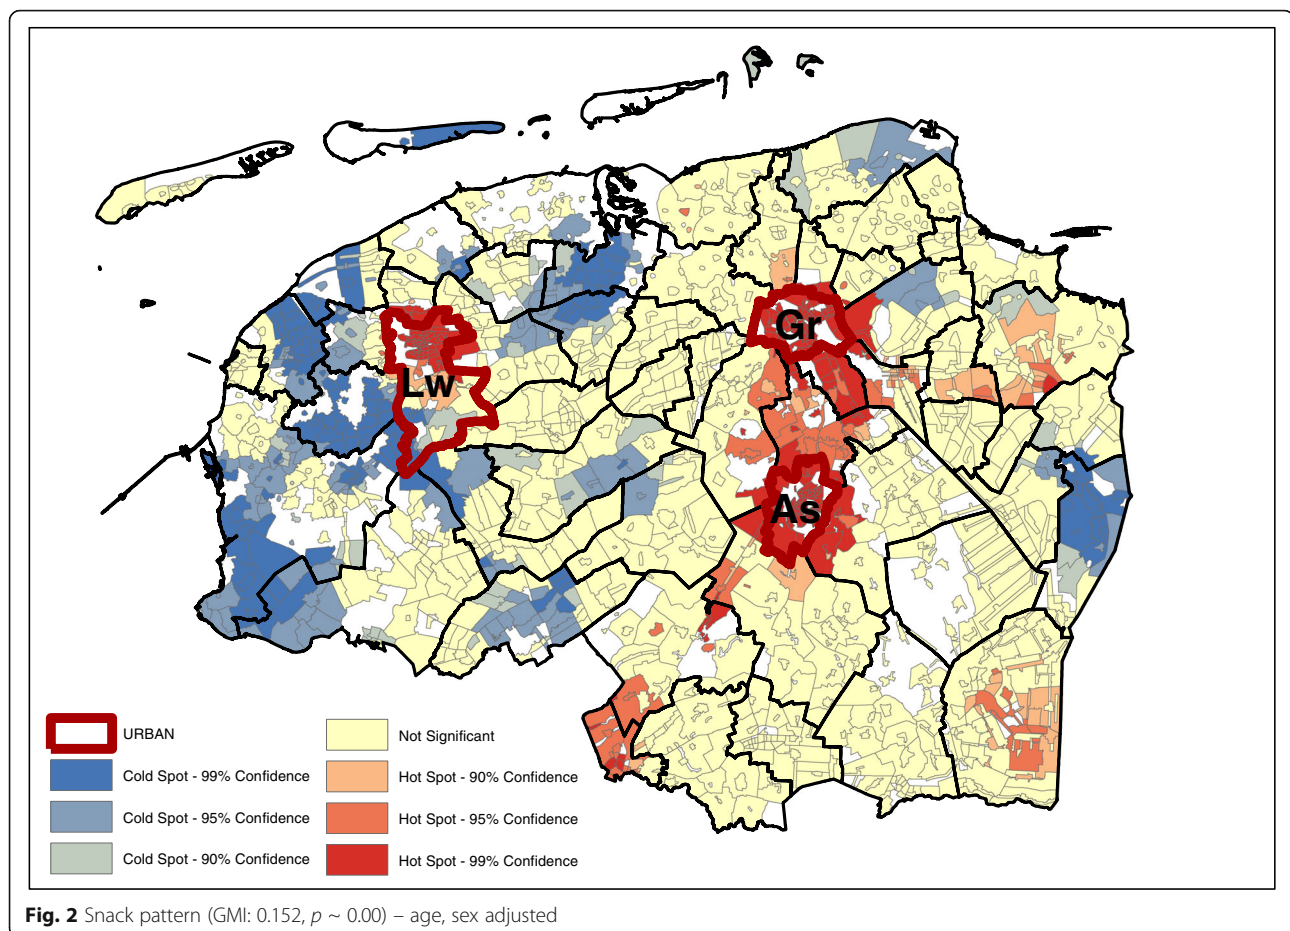 Gr
Lw
As
URBAN
Not Significant
Cold Spot - 99% Confidence
Hot Spot - 90% Confidence
Cold Spot - 95% Confidence
Hot Spot - 95% Confidence
Cold Spot - 90% Confidence
Hot Spot - 99% Confidence
Fig. 2 Snack pattern (GMI: 0.152, p ~ 0.00) – age, sex adjusted